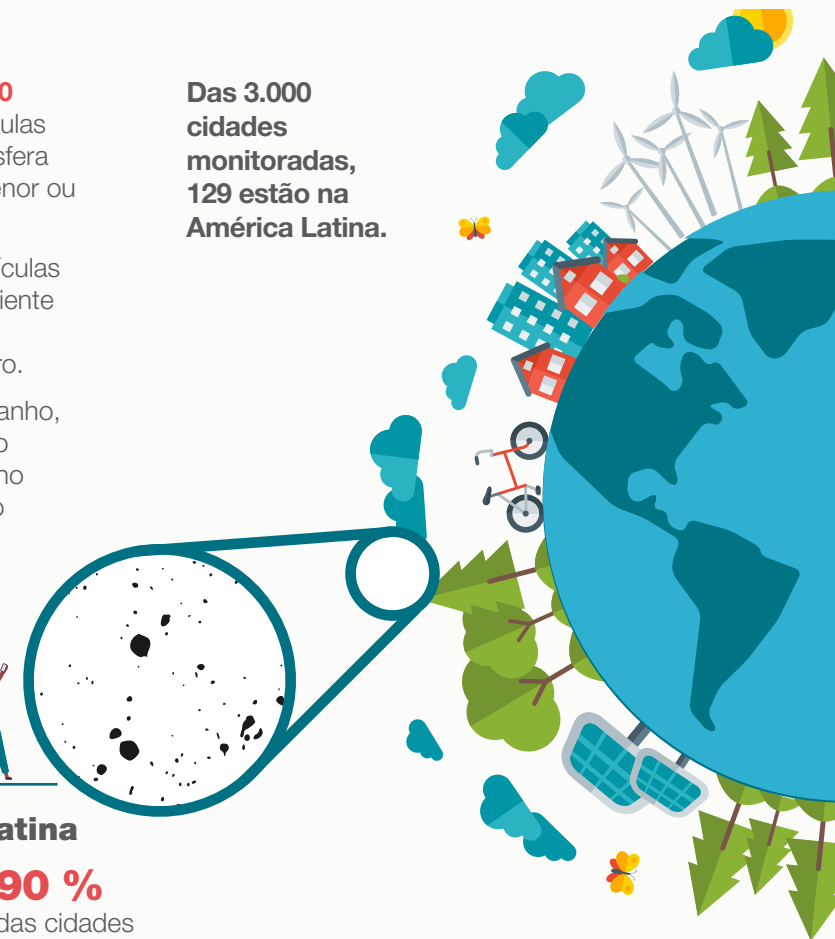 0
ulas
sfera
enor ou
ículas
iente
ro.
anho,
o
no
o
Das 3.000
cidades
monitoradas,
129 estão na
América Latina.
atina
90 %
das cidades